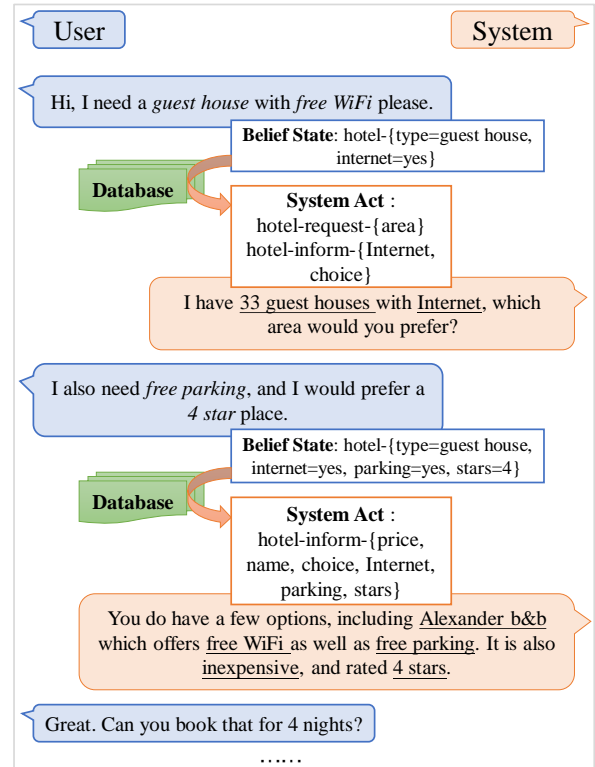 User
System
Hi, I need a guest house with free WiFi please.
Belief State: hotel-{type=guest house,
internet=yes}
Database
System Act :
hotel-request-{area}
hotel-inform-{Internet,
choice}
I have 33 guest houses with Internet, which
area would you prefer?
I also need free parking, and I would prefer a
4 star place.
Belief State: hotel-{type=guest house,
internet=yes, parking=yes, stars=4}
Database
System Act :
hotel-inform-{price,
name, choice, Internet,
parking, stars}
You do have a few options, including Alexander b&b
which offers free WiFi as well as free parking. It is also
inexpensive, and rated 4 stars.
Great. Can you book that for 4 nights?
……